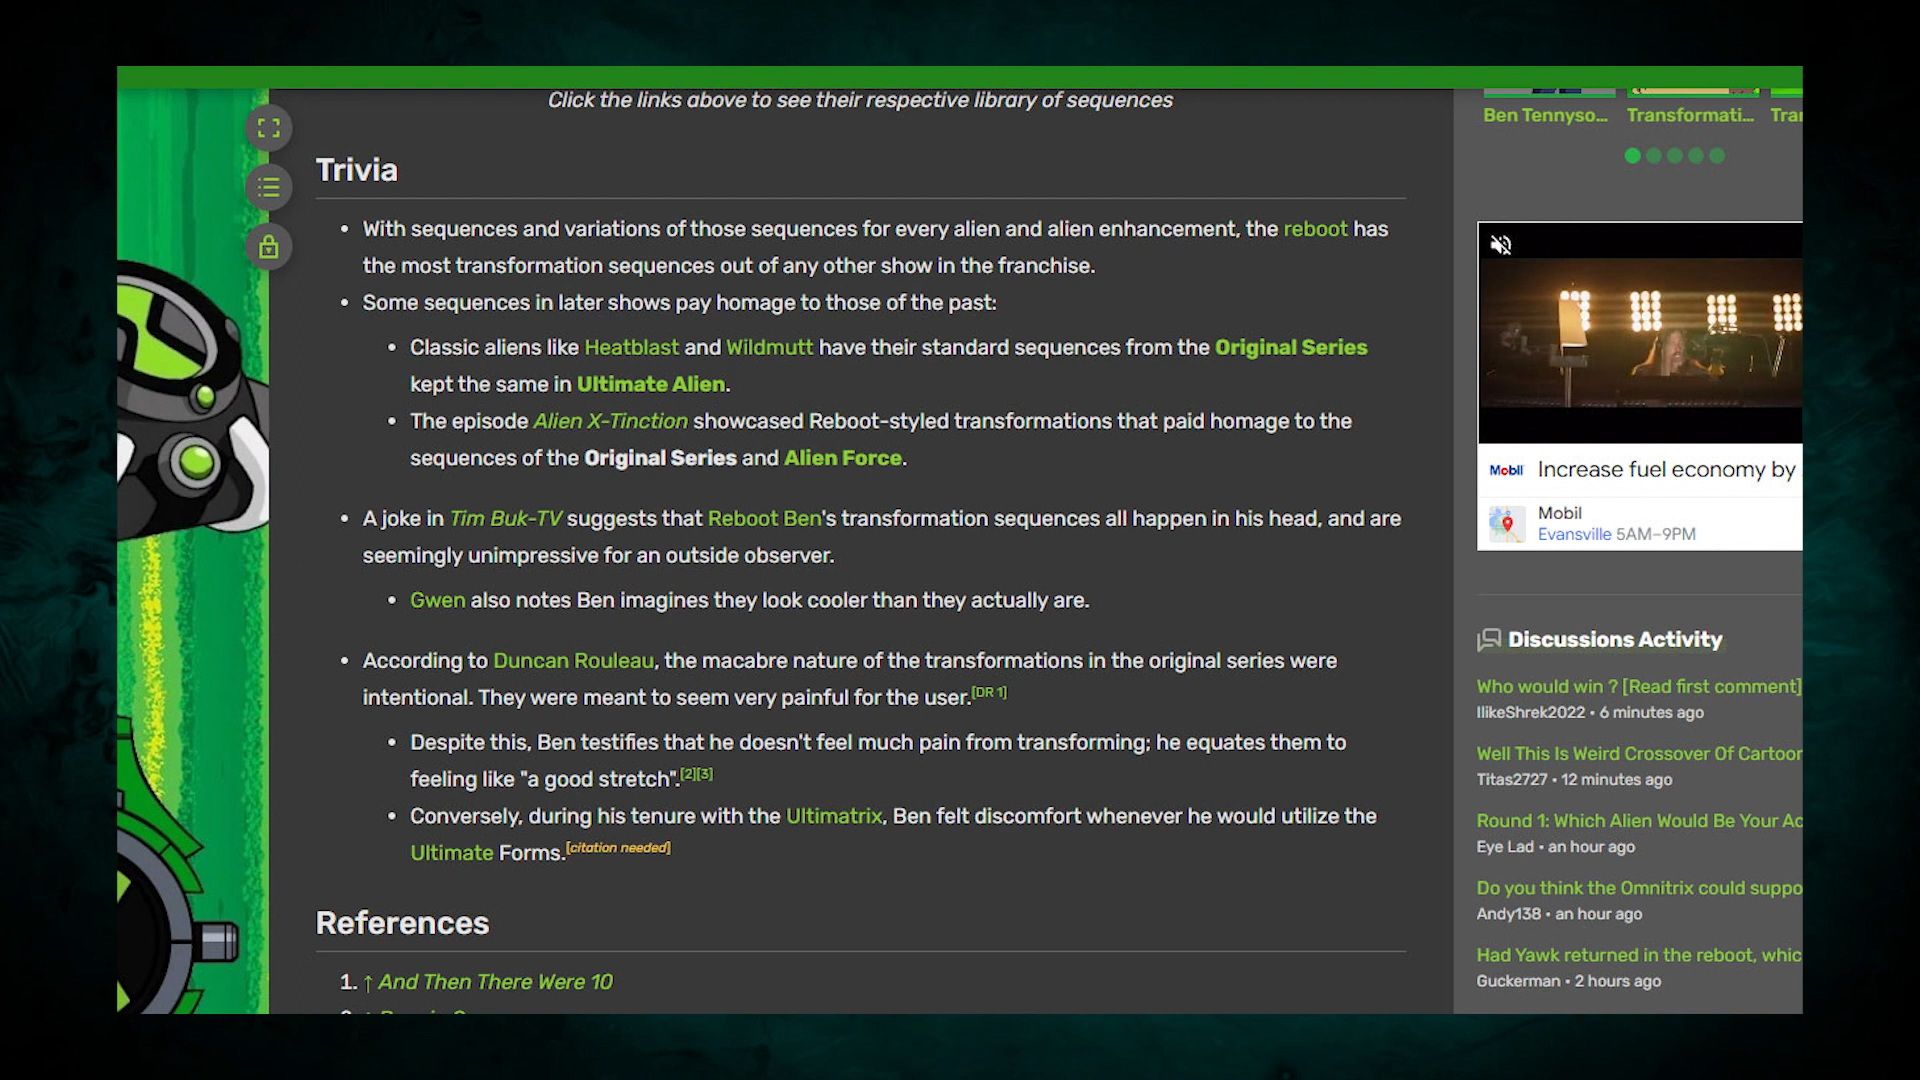 Click the links above to see their respective library of sequences
Trivia
• With sequences and variations of those sequences for every alien and alien enhancement, the reboot has
the most transformation sequences out of any other show in the franchise.
• Some sequences in later shows pay homage to those of the past:
• Classic aliens like Heatblast and Wildmutt have their standard sequences from the Original Series
kept the same in Ultimate Alien.
• The episode Alien X-Tinction showcased Reboot-styled transformations that paid homage to the
sequences of the Original Series and Alien Force.
• A joke in Tim Buk-TV suggests that Reboot Ben's transformation sequences all happen in his head, and are
seemingly unimpressive for an outside observer.
• Gwen also notes Ben imagines they look cooler than they actually are.
• According to Duncan Rouleau, the macabre nature of the transformations in the original series were
intentional. They were meant to seem very painful for the user.[DR 1]
• Despite this, Ben testifies that he doesn't feel much pain from transforming; he equates them to
feeling like "a good stretch".[2][3]
• Conversely, during his tenure with the Ultimatrix, Ben felt discomfort whenever he would utilize the
Ultimate Forms.[citation needed]
References
1. ↑ And Then There Were 10
Ben Tennyso... Transformati... Tra
Mobil Increase fuel economy by
Mobil
Evansville 5AM–9PM
Discussions Activity
Who would win ? [Read first comment]
IlikeShrek2022 • 6 minutes ago
Well This Is Weird Crossover Of Cartoor
Titas2727 • 12 minutes ago
Round 1: Which Alien Would Be Your Ac
Eye Lad • an hour ago
Do you think the Omnitrix could suppo
Andy138 • an hour ago
Had Yawk returned in the reboot, whic
Guckerman • 2 hours ago